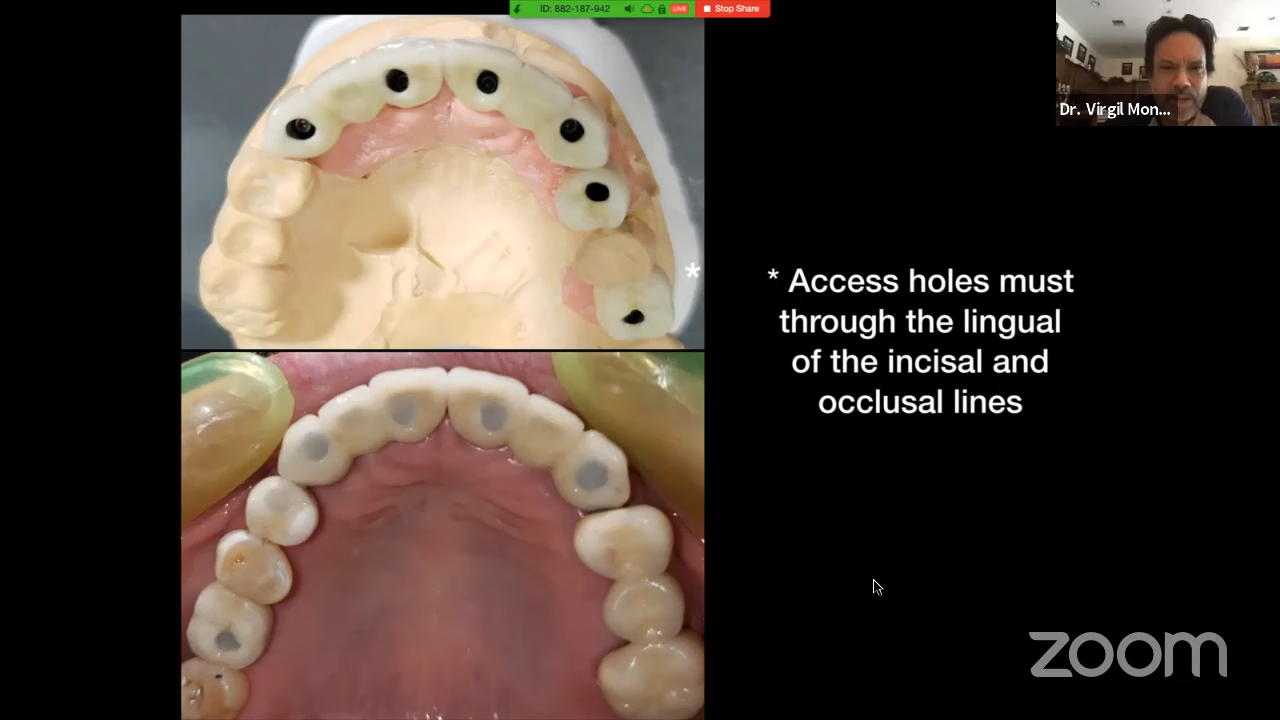 ID: 882-187-942 LIVE Stop Share
Dr. Virgil Mon...
*
* Access holes must
through the lingual
of the incisal and
occlusal lines
zoom